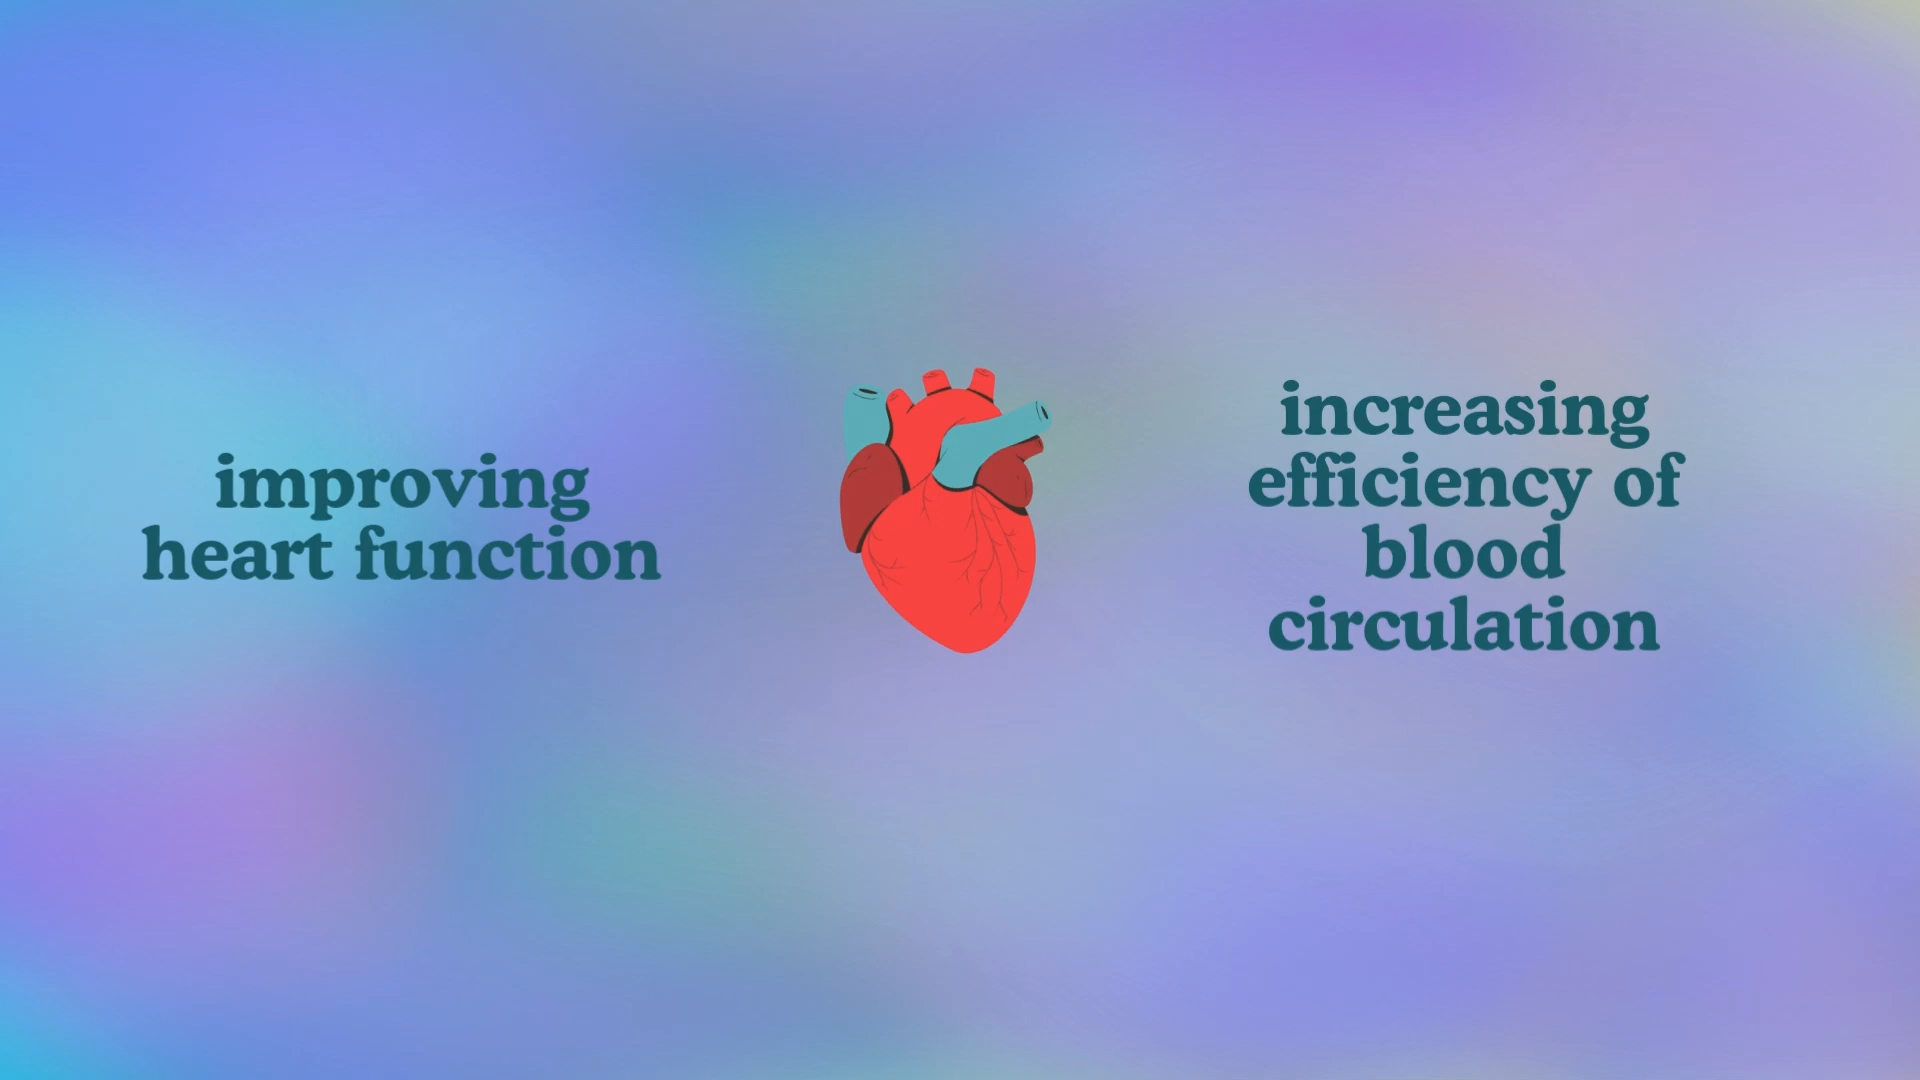 improving
heart function
increasing
efficiency of
blood
circulation